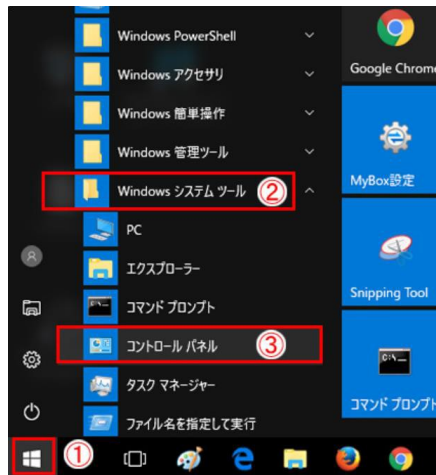 Windows PowerShell
Google Chrome
Windows アクセサリ
Windows 簡単操作
Windows 管理ツール
MyBox設定
Windows システム ツール ②
PC
エクスプローラー
Snipping Tool
コマンド プロンプト
コントロール パネル ③
タスク マネージャー
コマンド プロンプト
ファイル名を指定して実行
①